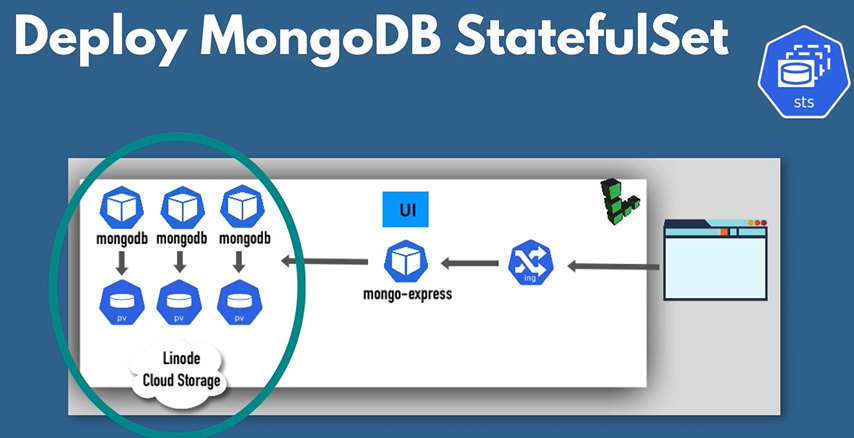 Deploy MongoDB StatefulSet
sts
UI
mongodb mongodb mongodb
ing
mongo-express
pv pv pv
Linode
Cloud Storage